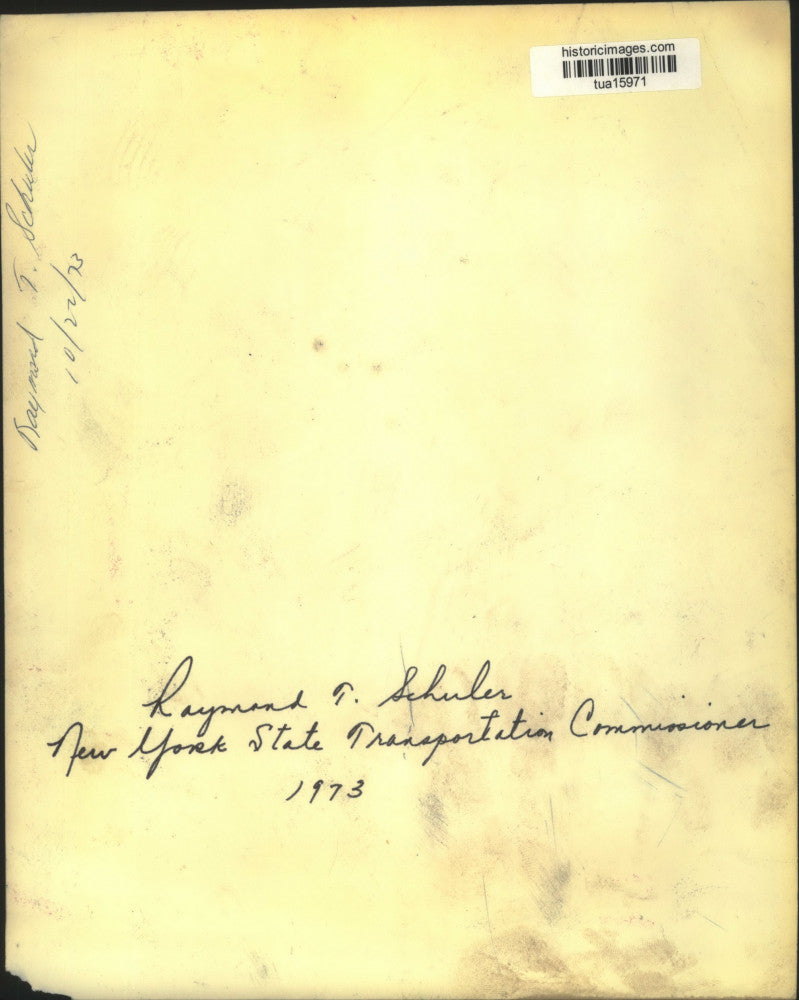 historicimages.com
tua15971
Raymond T. Schuler
10/22/73
Raymond T. Schuler
New York State Transportation Commissioner
1973